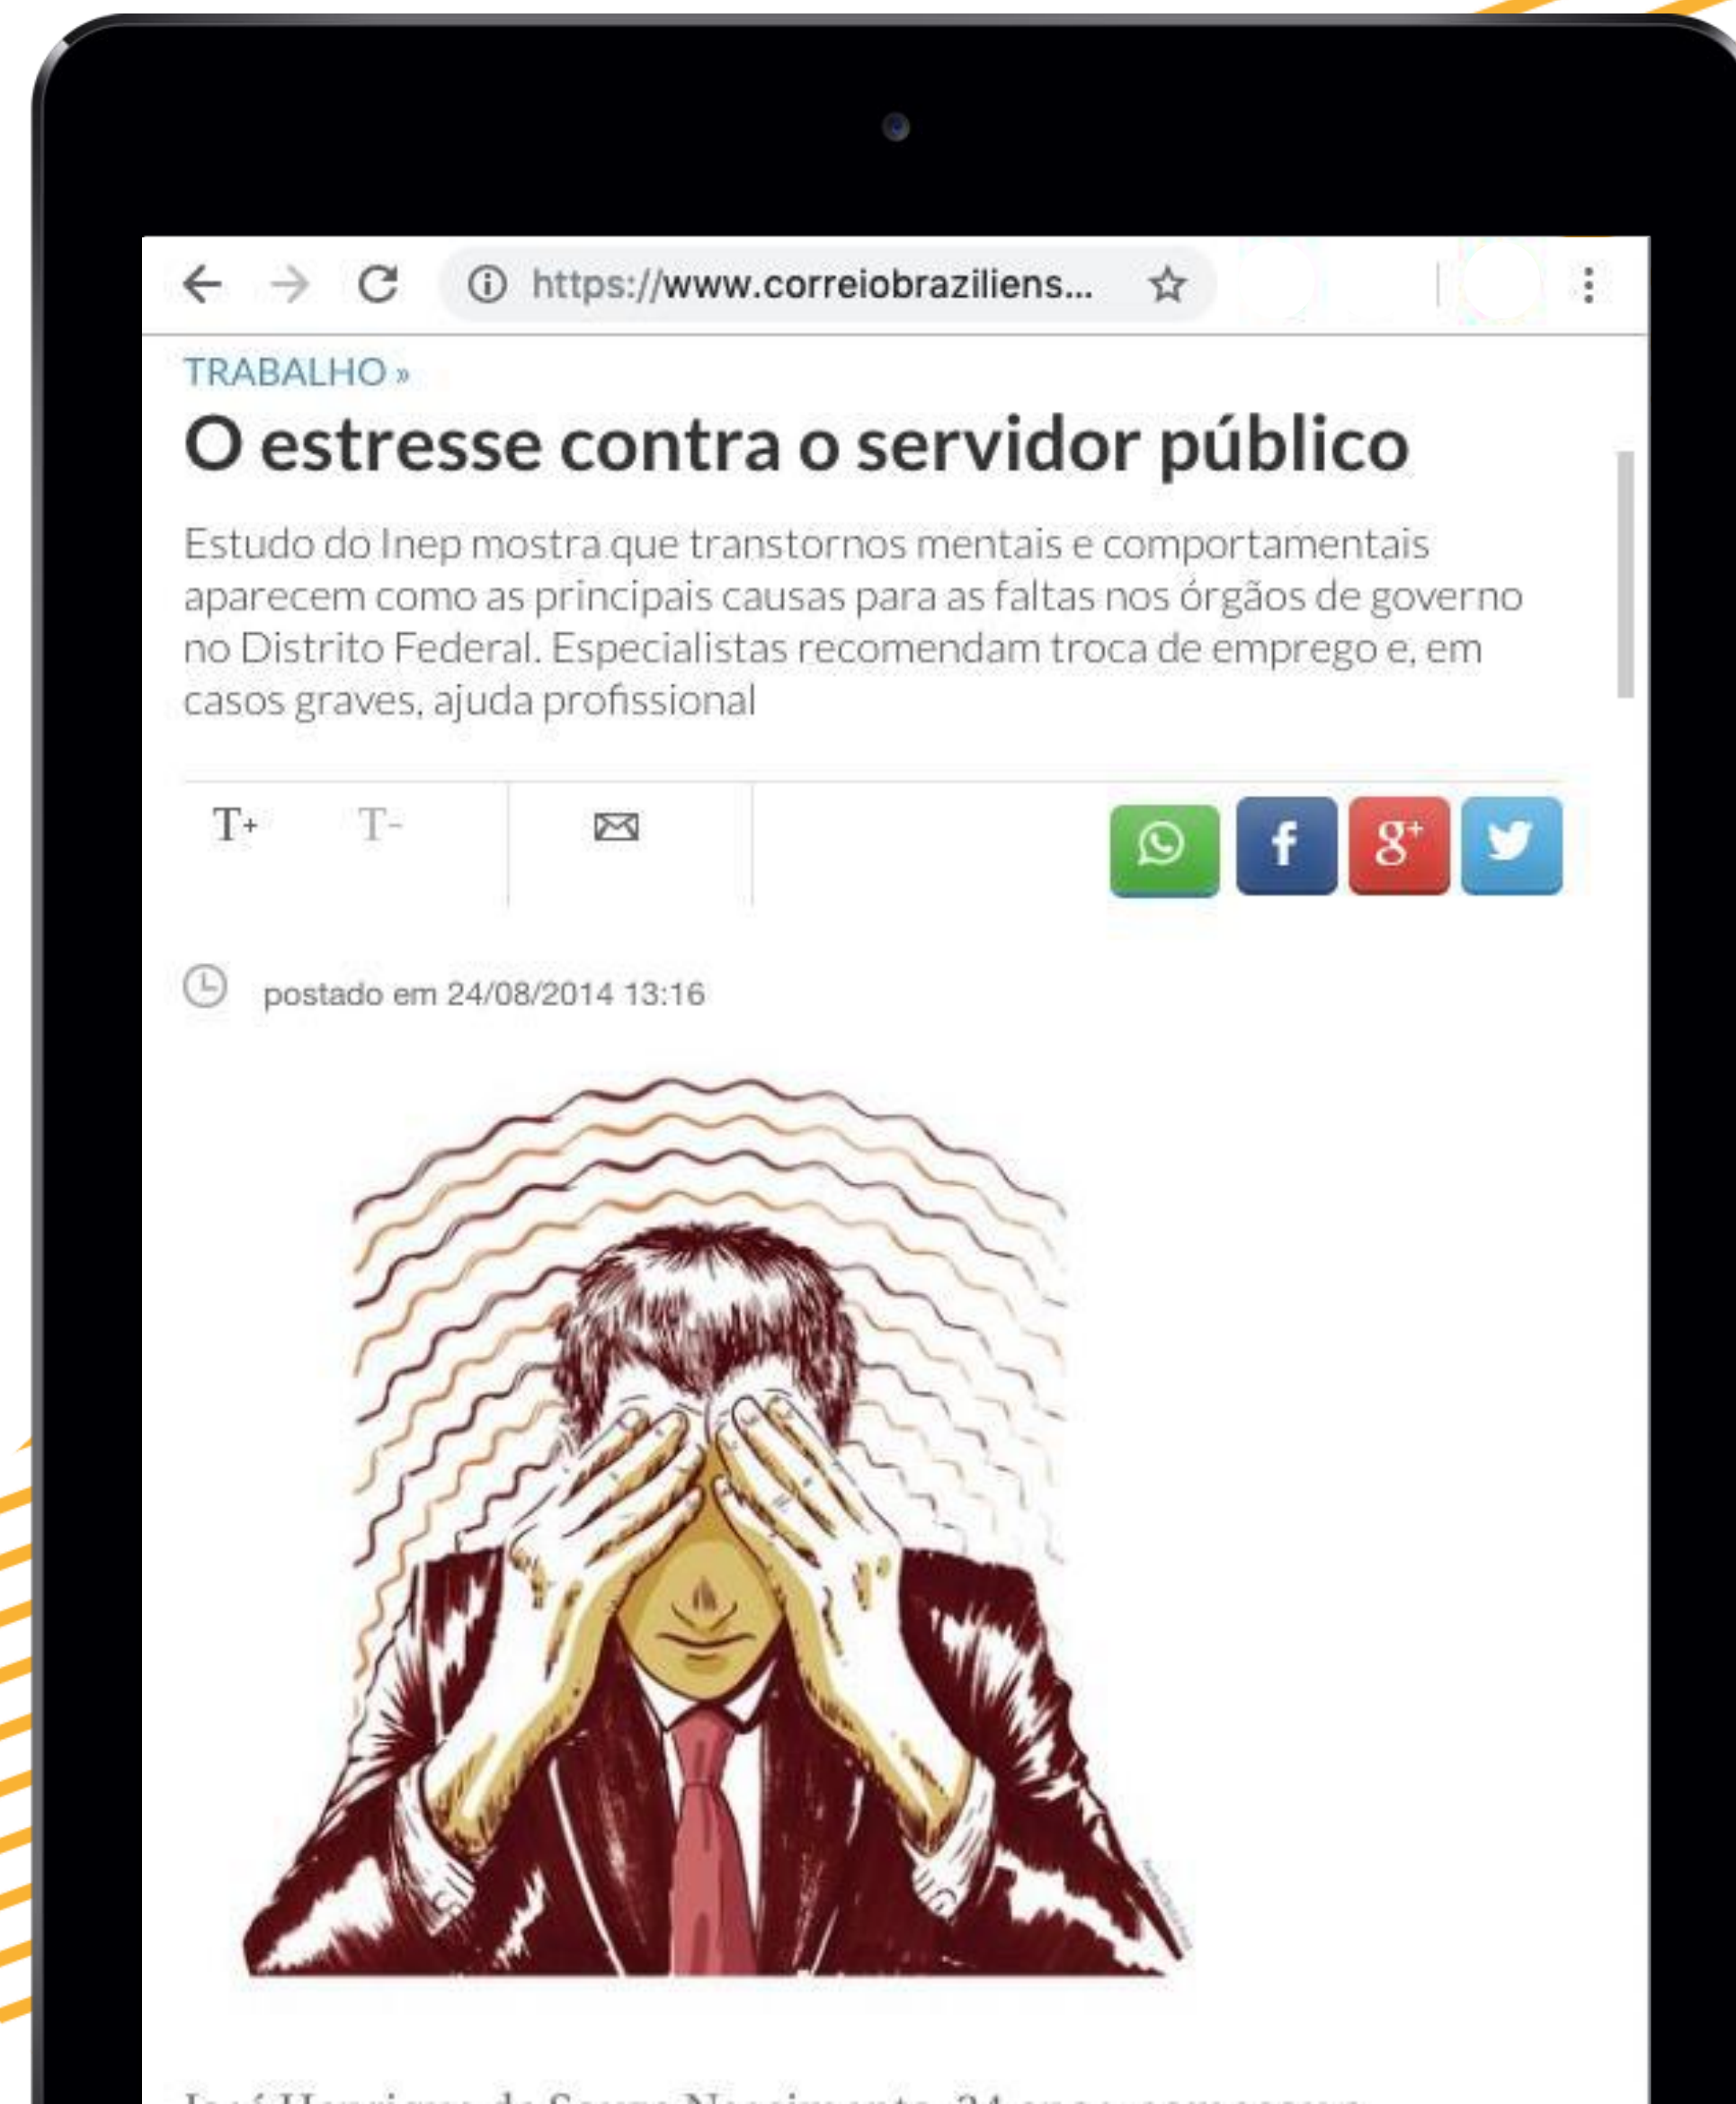 https://www.correiobraziliens...
TRABALHO »
O estresse contra o servidor público
Estudo do Inep mostra que transtornos mentais e comportamentais
aparecem como as principais causas para as faltas nos órgãos de governo
no Distrito Federal. Especialistas recomendam troca de emprego e, em
casos graves, ajuda profissional
T+ T-
f g+
postado em 24/08/2014 13:16